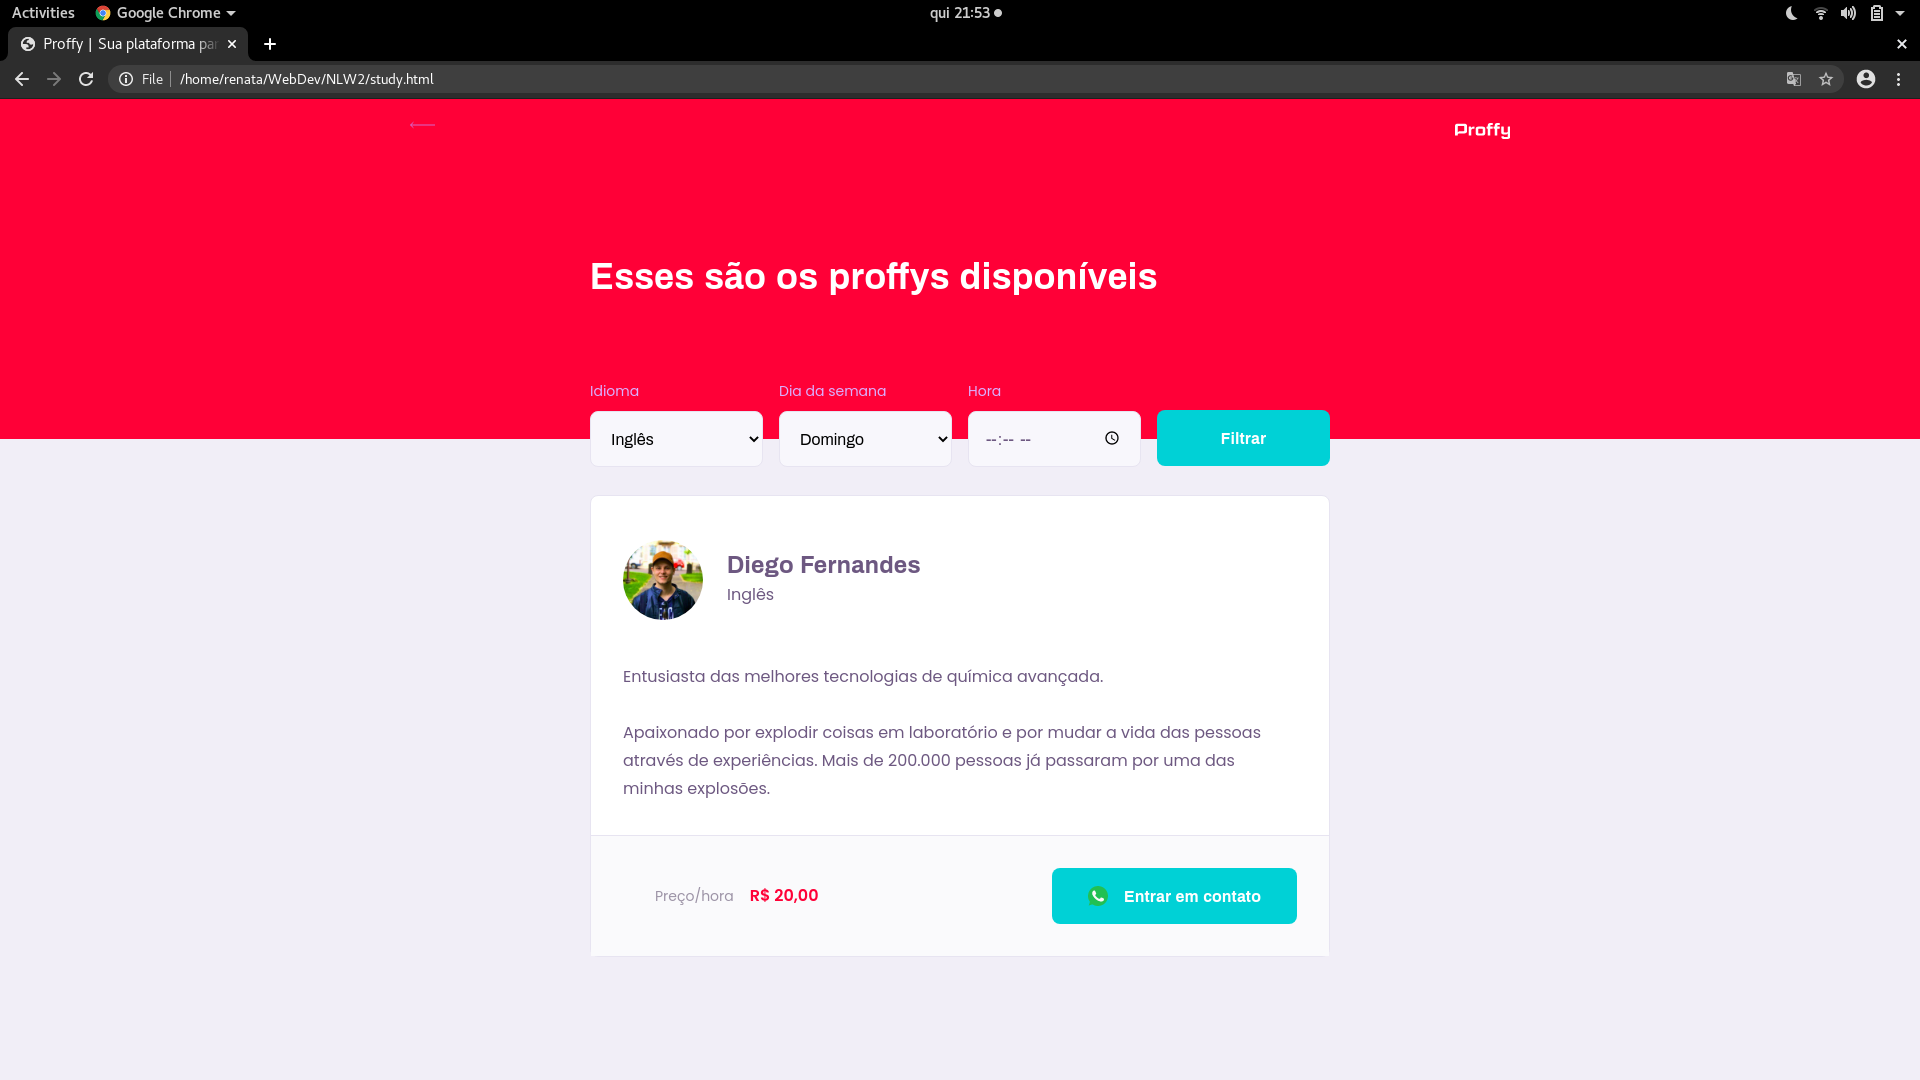 Activities
Google Chrome
qui 21:53
Proffy | Sua plataforma par
File
/home/renata/WebDev/NLW2/study.html
Proffy
Esses são os proffys disponíveis
Idioma
Dia da semana
Hora
Inglês
Domingo
--:-- --
Filtrar
Diego Fernandes
Inglês
Entusiasta das melhores tecnologias de química avançada.
Apaixonado por explodir coisas em laboratório e por mudar a vida das pessoas
através de experiências. Mais de 200.000 pessoas já passaram por uma das
minhas explosões.
Preço/hora
R$ 20,00
Entrar em contato